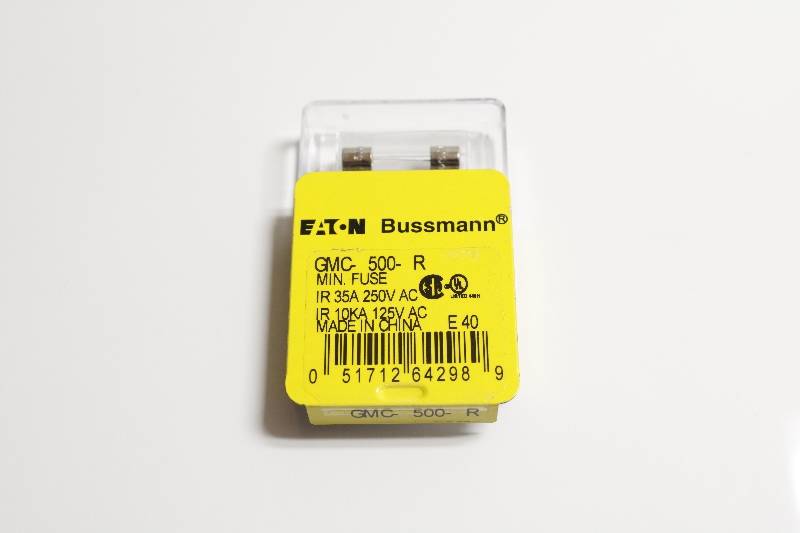 EATON Bussmann®
GMC- 500- R
MIN. FUSE
IR 35A 250V AC
IR 10KA 125V AC
MADE IN CHINA E 40
0 51712 64298 9
GMC- 500- R